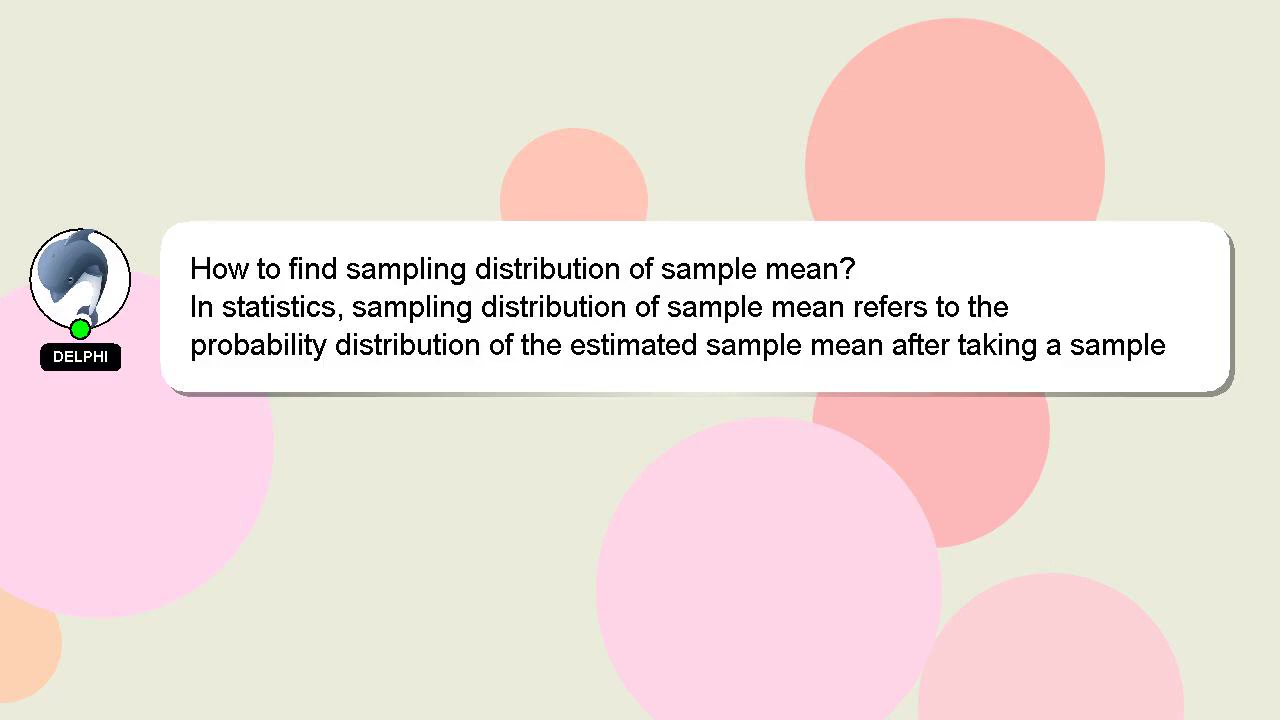 How to find sampling distribution of sample mean?
In statistics, sampling distribution of sample mean refers to the
probability distribution of the estimated sample mean after taking a sample
DELPHI